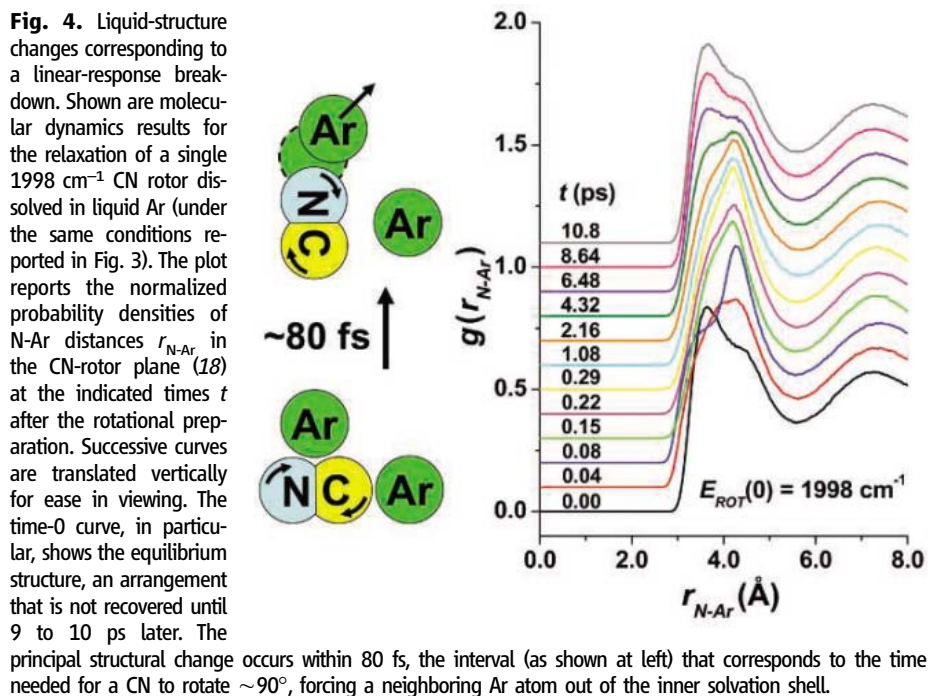 Fig. 4. Liquid-structure
changes corresponding to
a linear-response break-
down. Shown are molecu-
lar dynamics results for
the relaxation of a single
1998 cm⁻¹ CN rotor dis-
solved in liquid Ar (under
the same conditions re-
ported in Fig. 3). The plot
reports the normalized
probability densities of
N-Ar distances r_N-Ar in
the CN-rotor plane (18)
at the indicated times t
after the rotational prep-
aration. Successive curves
are translated vertically
for ease in viewing. The
time-0 curve, in particu-
lar, shows the equilibrium
structure, an arrangement
that is not recovered until
9 to 10 ps later. The
principal structural change occurs within 80 fs, the interval (as shown at left) that corresponds to the time
needed for a CN to rotate ~90°, forcing a neighboring Ar atom out of the inner solvation shell.
Ar
N
C
Ar
~80 fs
Ar
N C Ar
g(r_N-Ar)
2.0
1.5
1.0
0.5
0.0
t (ps)
10.8
8.64
6.48
4.32
2.16
1.08
0.29
0.22
0.15
0.08
0.04
0.00
E_ROT(0) = 1998 cm⁻¹
0.0 2.0 4.0 6.0 8.0
r_N-Ar (Å)